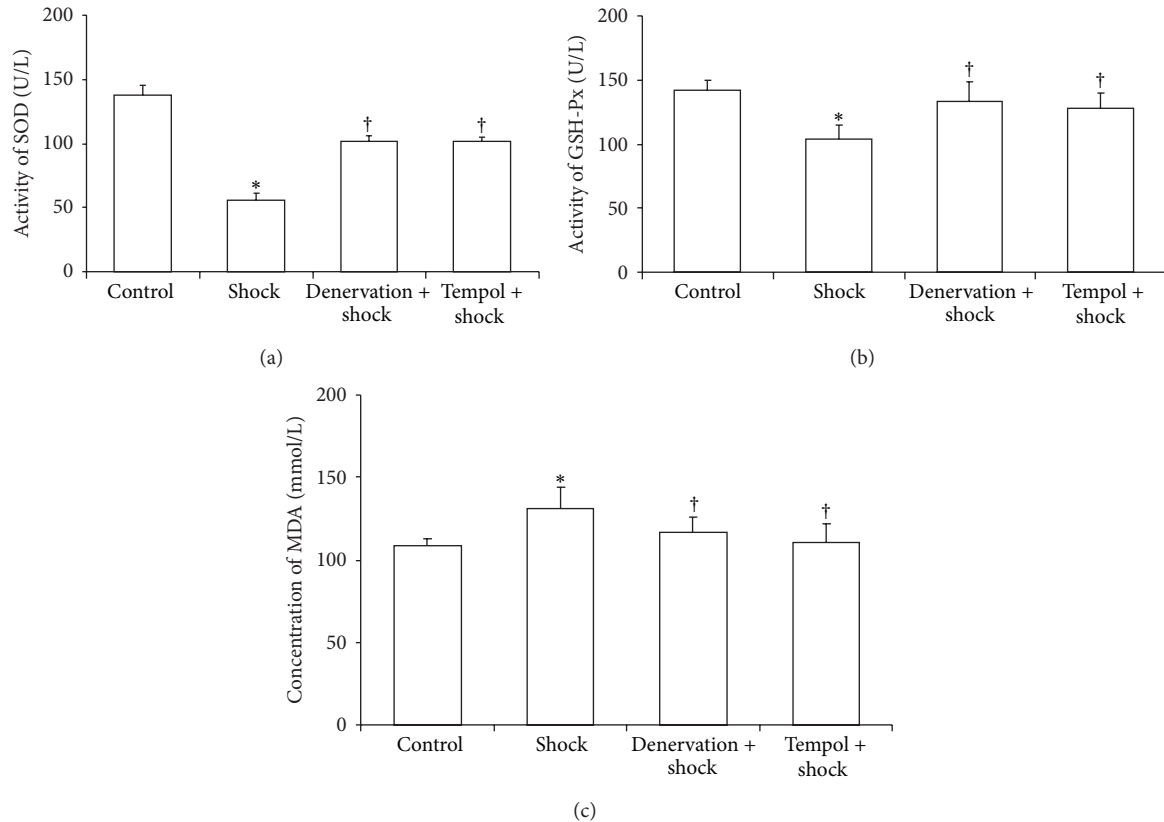 Activity of SOD (U/L)
200
150
100
50
0
*
†
†
Control
Shock
Denervation +
shock
Tempol +
shock
(a)
Activity of GSH-Px (U/L)
200
150
100
50
0
*
†
†
Control
Shock
Denervation +
shock
Tempol +
shock
(b)
Concentration of MDA (mmol/L)
200
150
100
50
0
*
†
†
Control
Shock
Denervation +
shock
Tempol +
shock
(c)